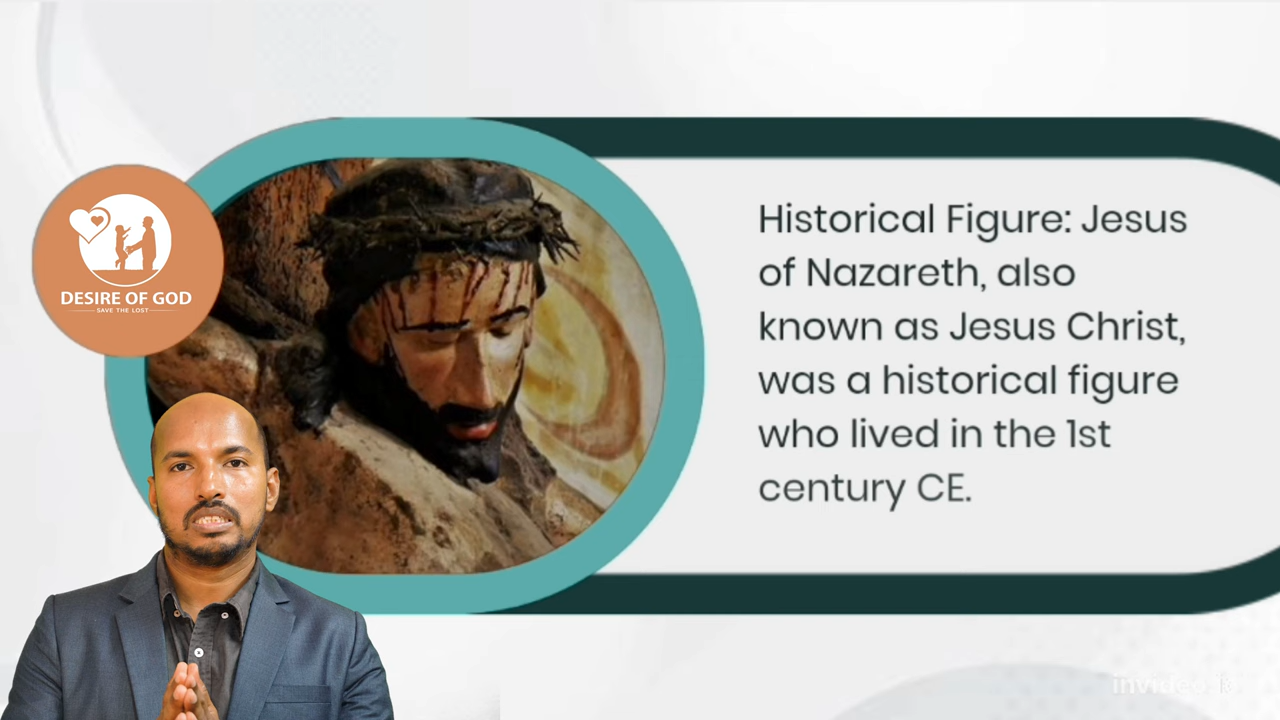 DESIRE OF GOD
SAVE THE LOST
Historical Figure: Jesus
of Nazareth, also
known as Jesus Christ,
was a historical figure
who lived in the 1st
century CE.